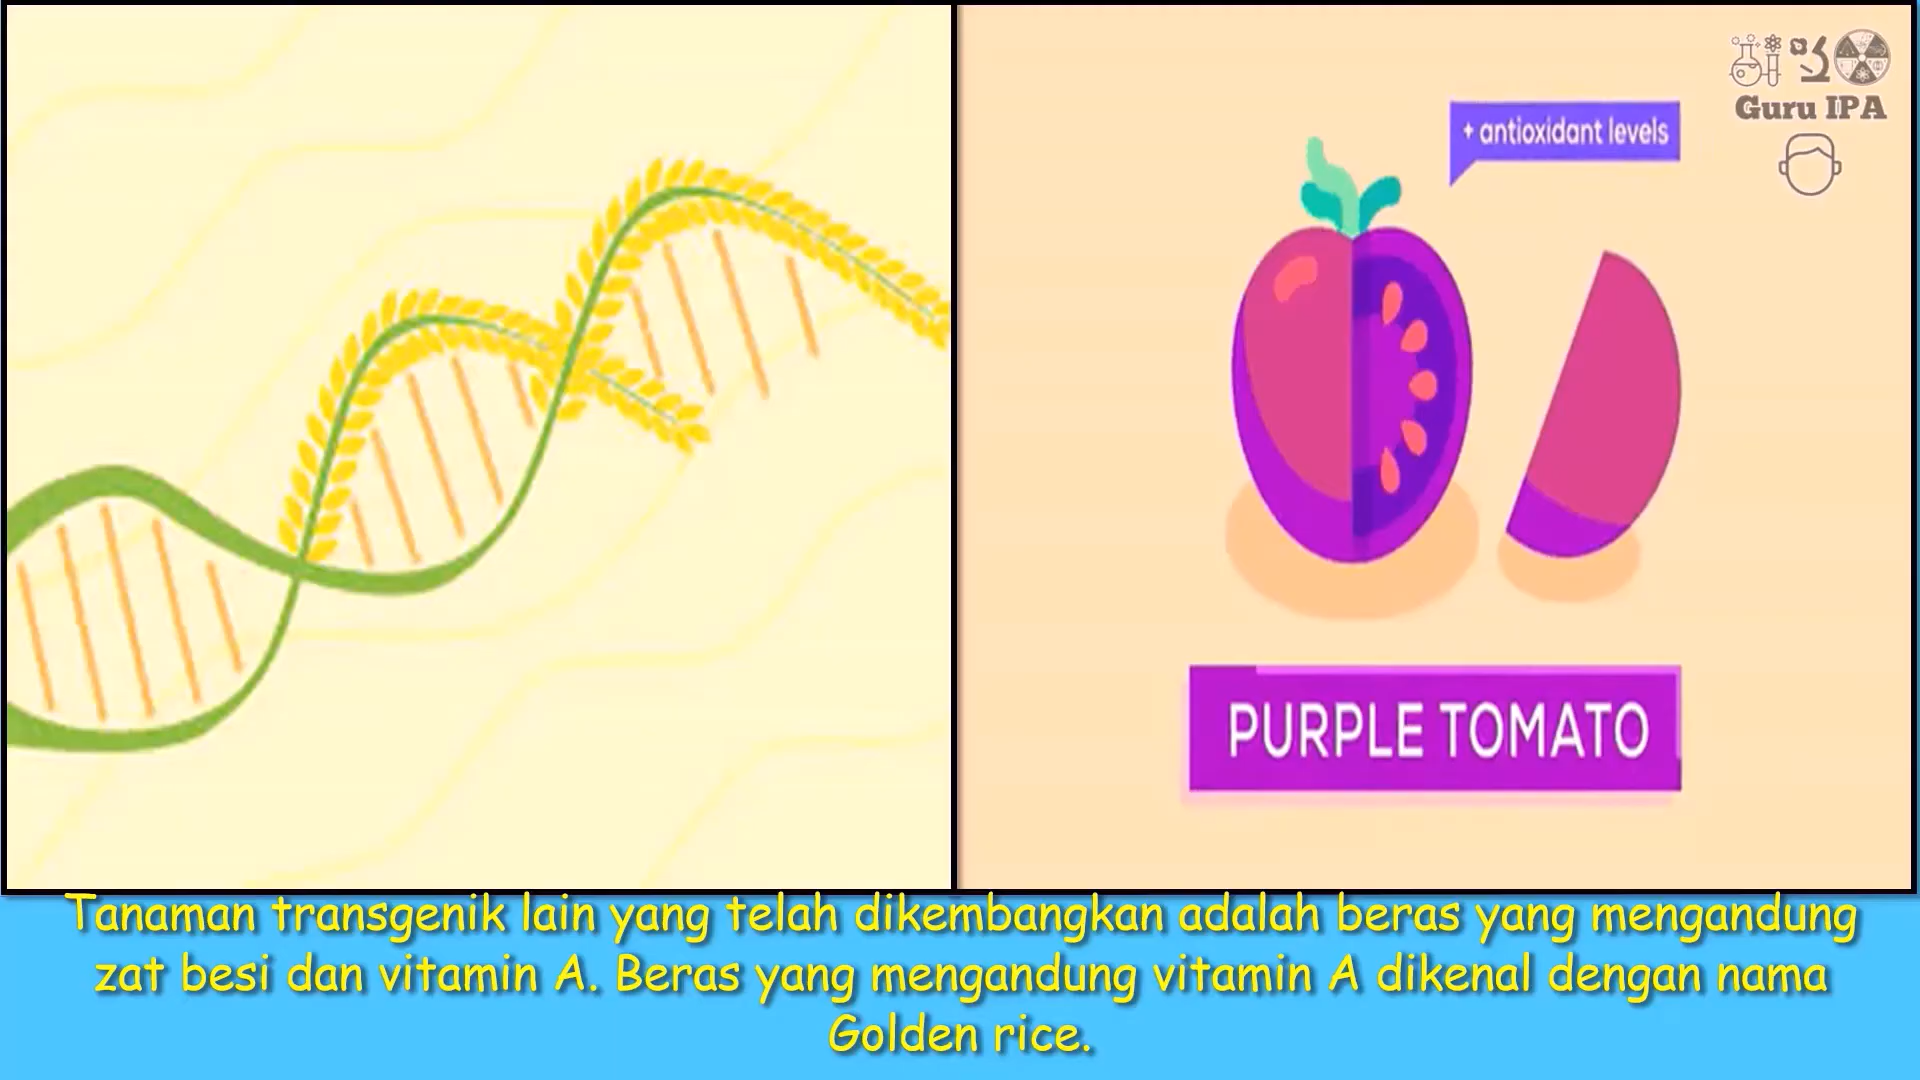 Guru IPA
+ antioxidant levels
PURPLE TOMATO
Tanaman transgenik lain yang telah dikembangkan adalah beras yang mengandung
zat besi dan vitamin A. Beras yang mengandung vitamin A dikenal dengan nama
Golden rice.